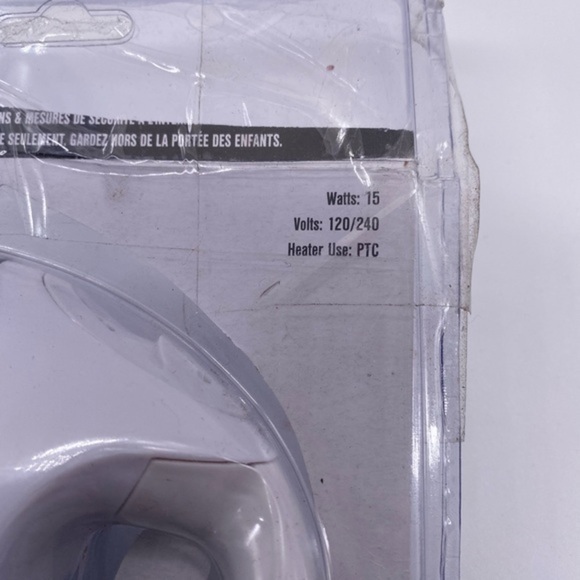 NS & MESURES DE SÉCURITÉ À L'INT
E SEULEMENT. GARDEZ HORS DE LA PORTÉE DES ENFANTS.
Watts: 15
Volts: 120/240
Heater Use: PTC